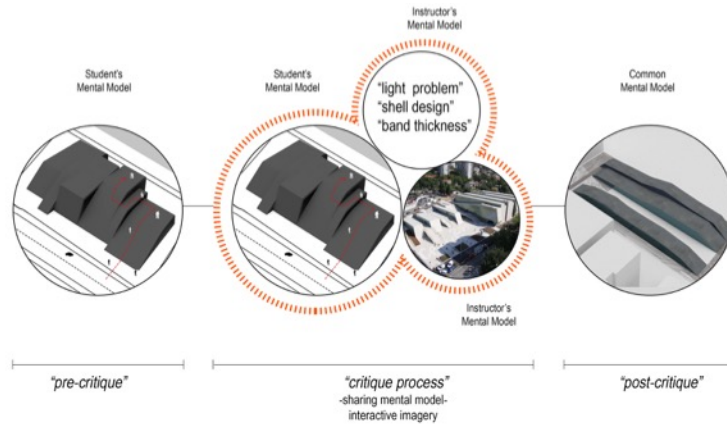 Instructor's
Mental Model
Student's
Mental Model
Student's
Mental Model
Common
Mental Model
"light problem"
"shell design"
"band thickness"
Instructor's
Mental Model
"pre-critique"
"critique process"
-sharing mental model-
interactive imagery
"post-critique"